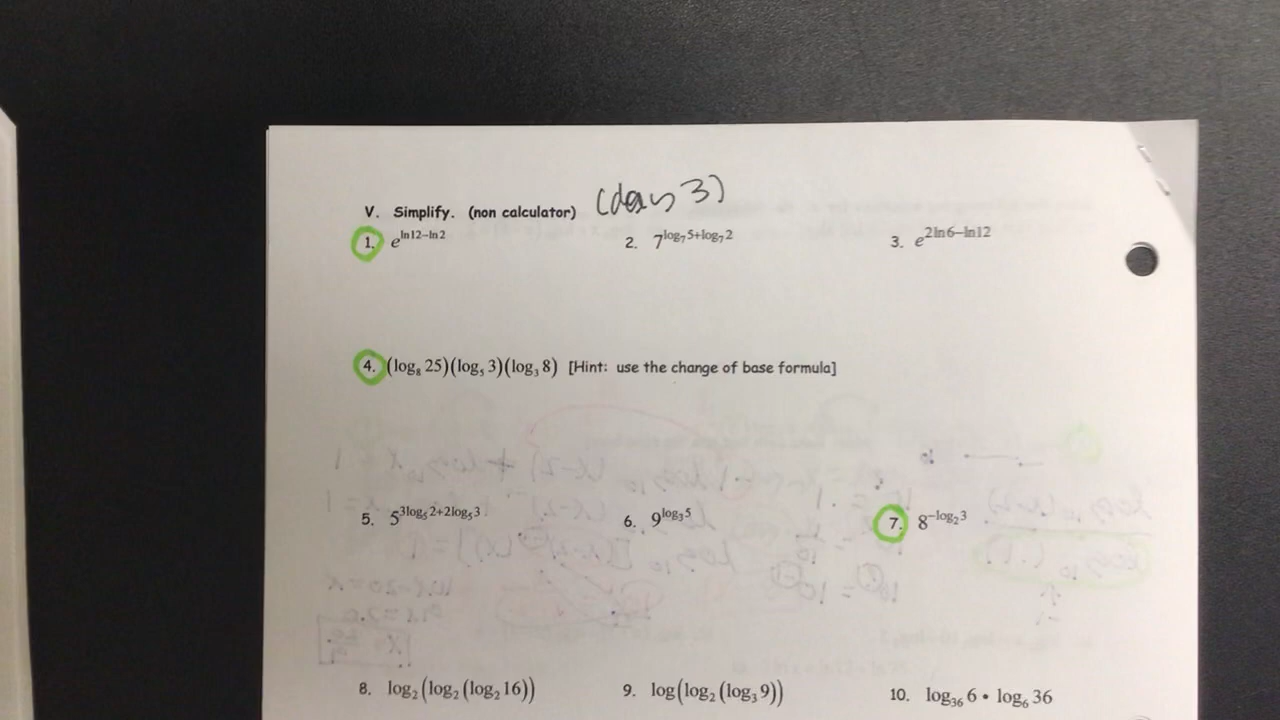 V. Simplify. (non calculator) (day 3)
1. e^{ln12−ln2} 2. 7^{log₇5+log₇2} 3. e^{2ln6−ln12}
4. (log₈ 25)(log₅ 3)(log₃ 8) [Hint: use the change of base formula]
5. 5^{3log₅2+2log₅3} 6. 9^{log₃5} 7. 8^{−log₂3}
8. log₂(log₂(log₂16)) 9. log(log₂(log₃9)) 10. log₃₆ 6 • log₆ 36